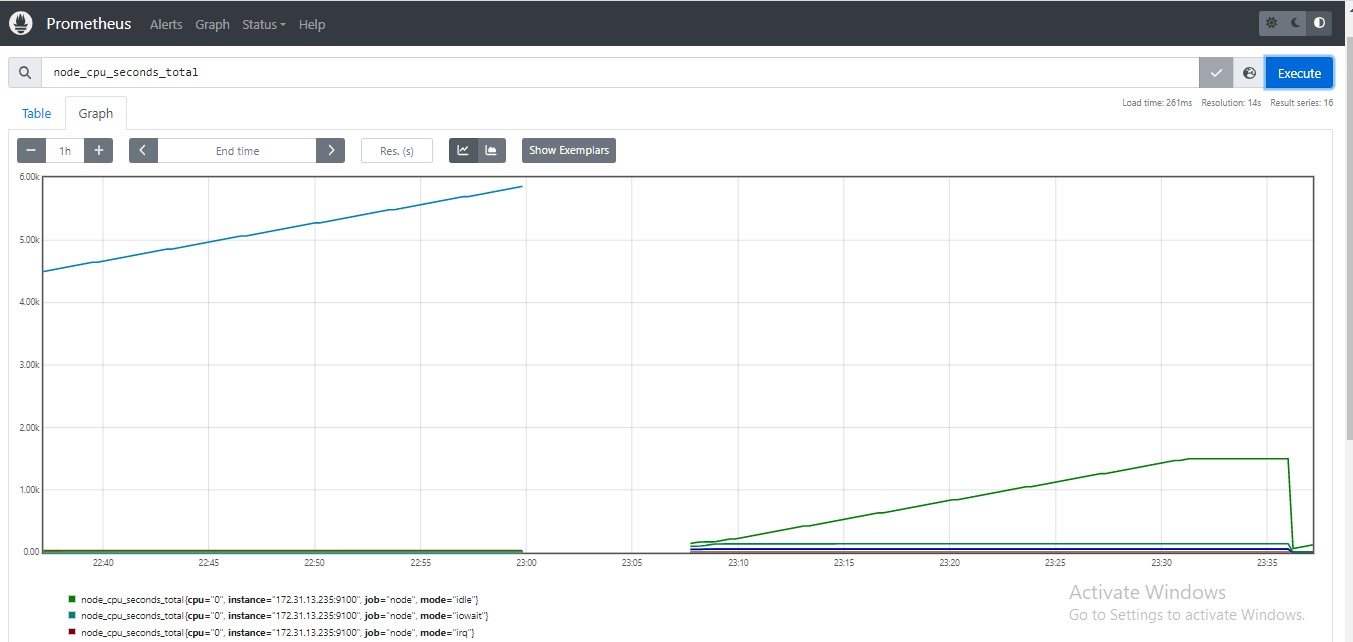 Prometheus Alerts Graph Status Help
node_cpu_seconds_total Execute
Load time: 261ms Resolution: 14s Result series: 16
Table Graph
− 1h + End time Res. (s) Show Exemplars
6.00k
5.00k
4.00k
3.00k
2.00k
1.00k
0.00
22:40 22:45 22:50 22:55 23:00 23:05 23:10 23:15 23:20 23:25 23:30 23:35
node_cpu_seconds_total{cpu="0", instance="172.31.13.235:9100", job="node", mode="idle"}
node_cpu_seconds_total{cpu="0", instance="172.31.13.235:9100", job="node", mode="iowait"}
node_cpu_seconds_total{cpu="0", instance="172.31.13.235:9100", job="node", mode="irq"}
Activate Windows
Go to Settings to activate Windows.